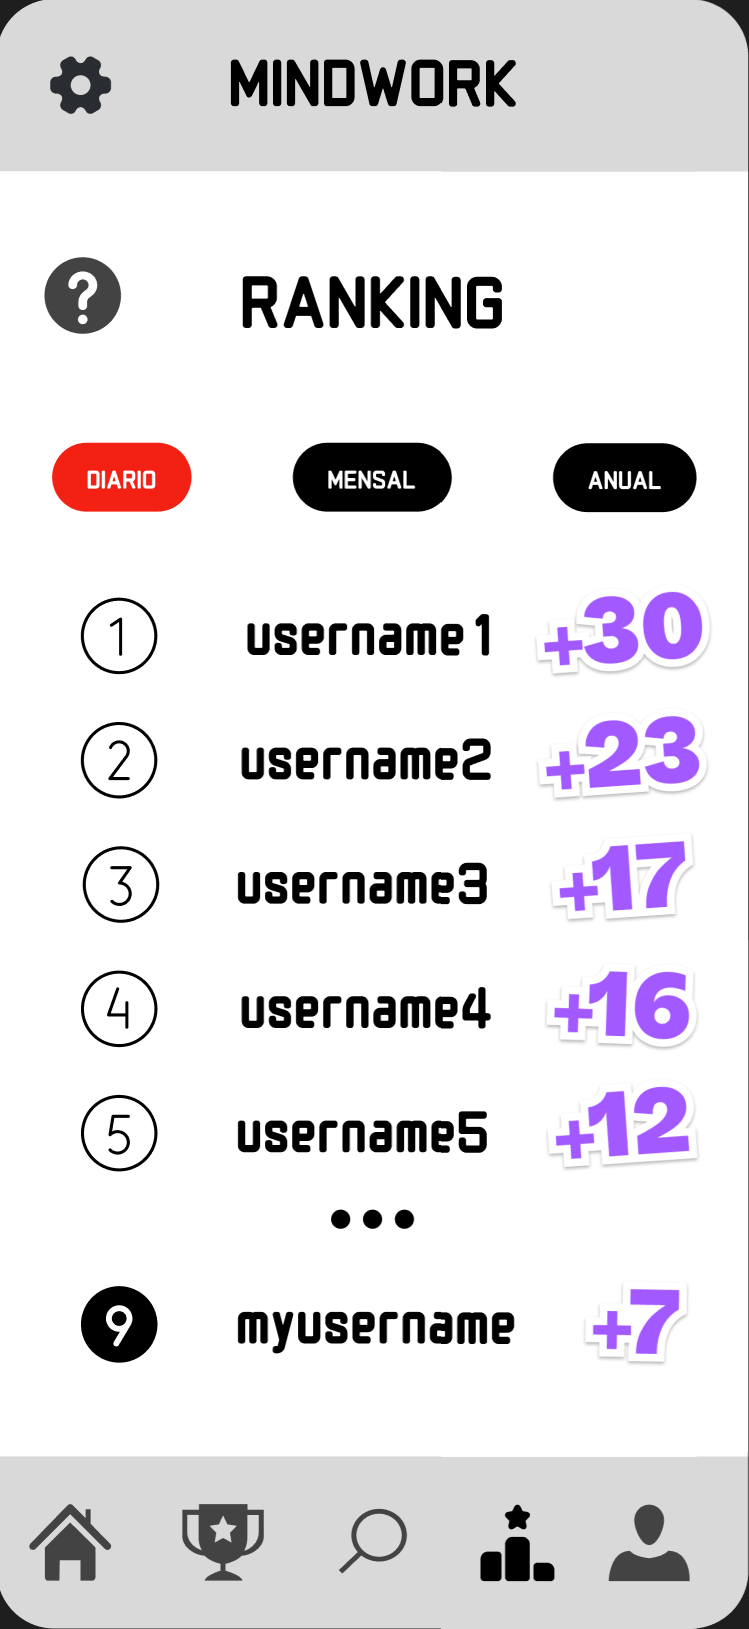 MINDWORK
?
RANKING
DIARIO MENSAL ANUAL
1 username1 +30
2 username2 +23
3 username3 +17
4 username4 +16
5 username5 +12
•••
9 myusername +7